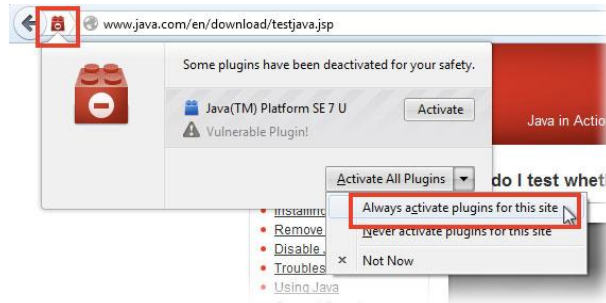 www.java.com/en/download/testjava.jsp
Some plugins have been deactivated for your safety.
Java(TM) Platform SE 7 U
Activate
Vulnerable Plugin!
Java in Actio
Activate All Plugins
do I test whet
Always activate plugins for this site
Never activate plugins for this site
Not Now
Installing
Remove
Disable
Troubles
Using Java